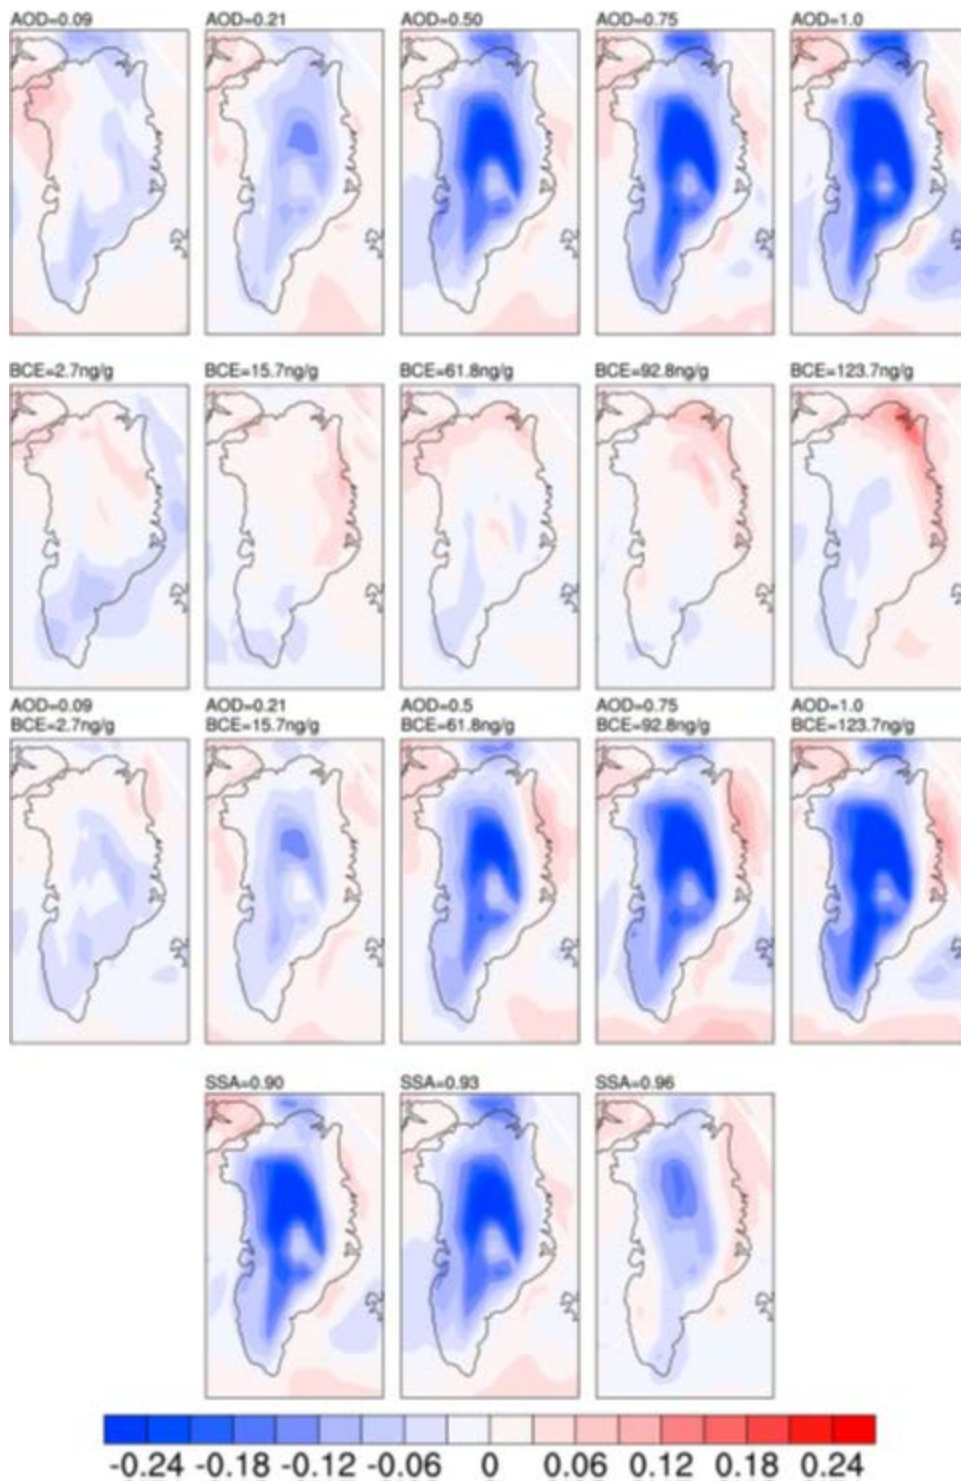 AOD=0.09 AOD=0.21 AOD=0.50 AOD=0.75 AOD=1.0
BCE=2.7ng/g BCE=15.7ng/g BCE=61.8ng/g BCE=92.8ng/g BCE=123.7ng/g
AOD=0.09 AOD=0.21 AOD=0.5 AOD=0.75 AOD=1.0
BCE=2.7ng/g BCE=15.7ng/g BCE=61.8ng/g BCE=92.8ng/g BCE=123.7ng/g
SSA=0.90 SSA=0.93 SSA=0.96
-0.24 -0.18 -0.12 -0.06 0 0.06 0.12 0.18 0.24